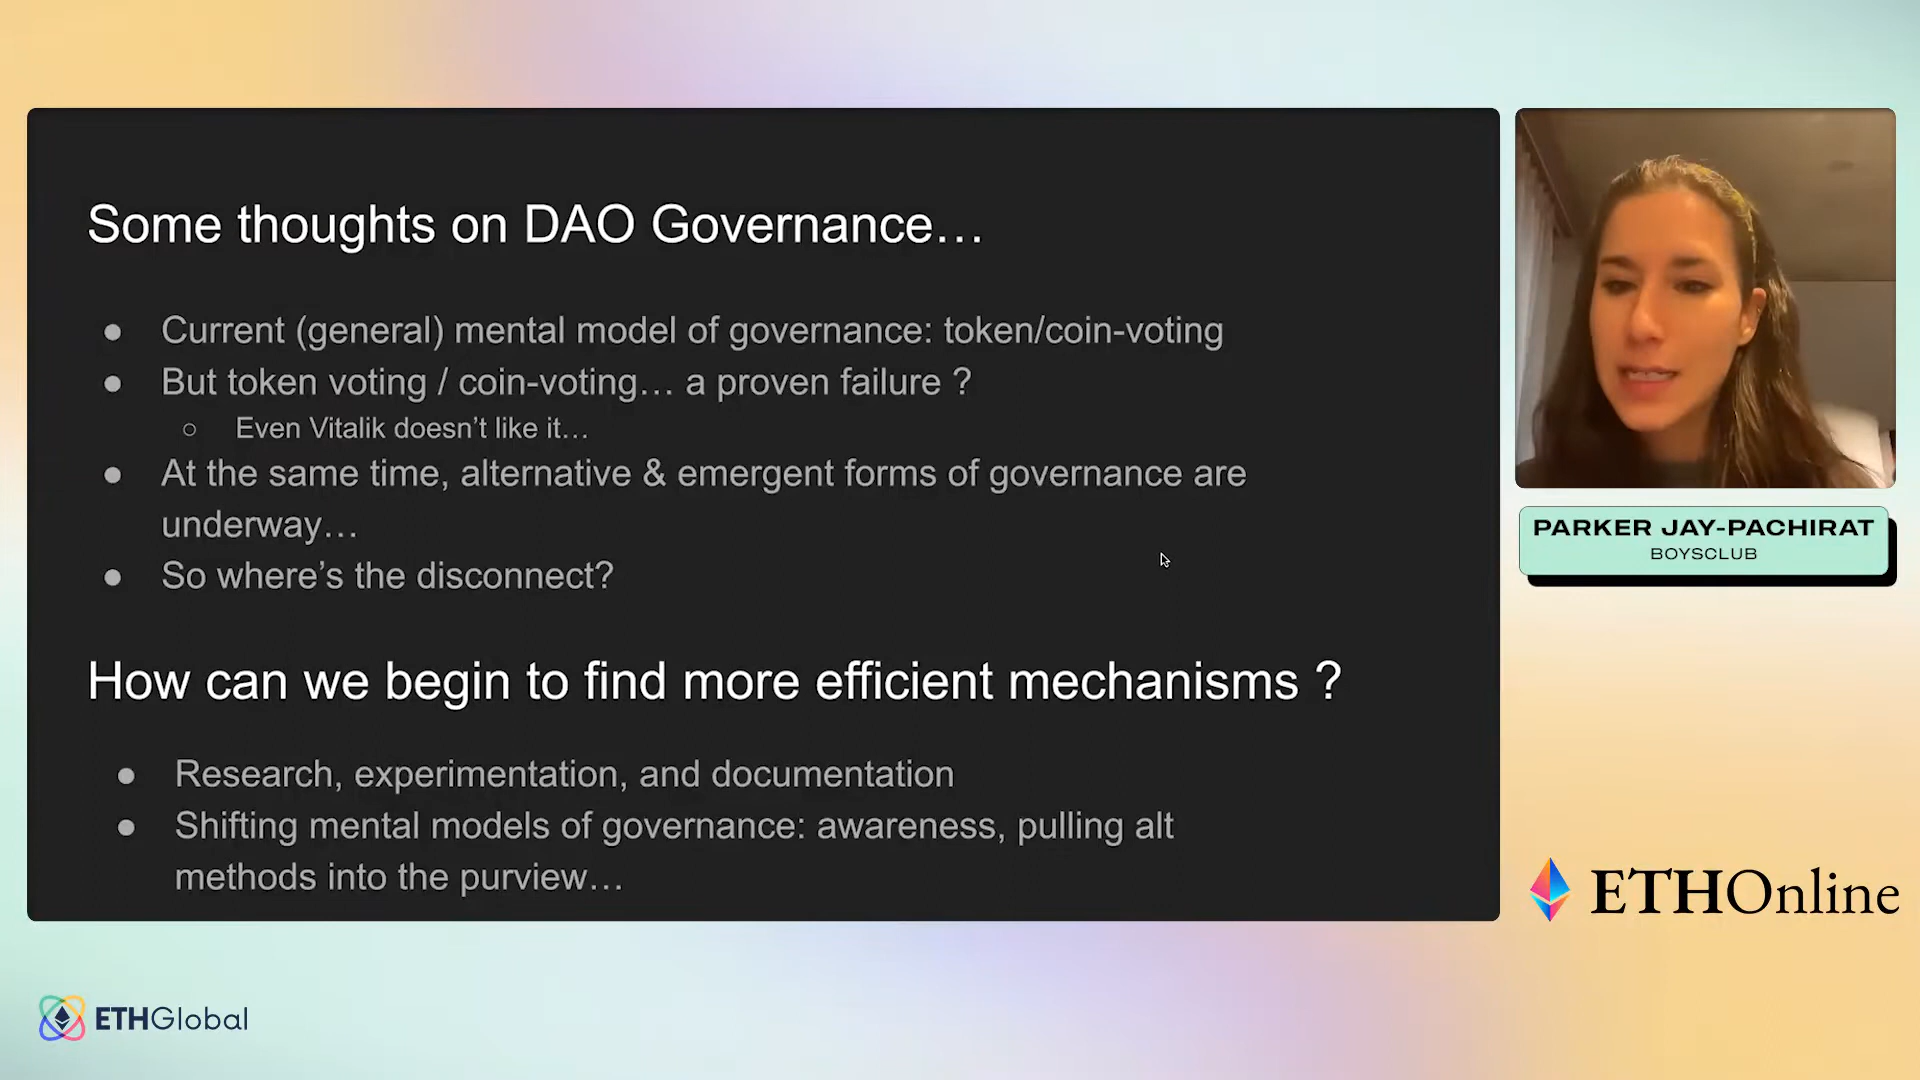 Some thoughts on DAO Governance…
● Current (general) mental model of governance: token/coin-voting
● But token voting / coin-voting… a proven failure ?
○ Even Vitalik doesn’t like it…
● At the same time, alternative & emergent forms of governance are
underway…
● So where’s the disconnect?
How can we begin to find more efficient mechanisms ?
● Research, experimentation, and documentation
● Shifting mental models of governance: awareness, pulling alt
methods into the purview…
PARKER JAY-PACHIRAT
BOYSCLUB
ETHOnline
ETHGlobal